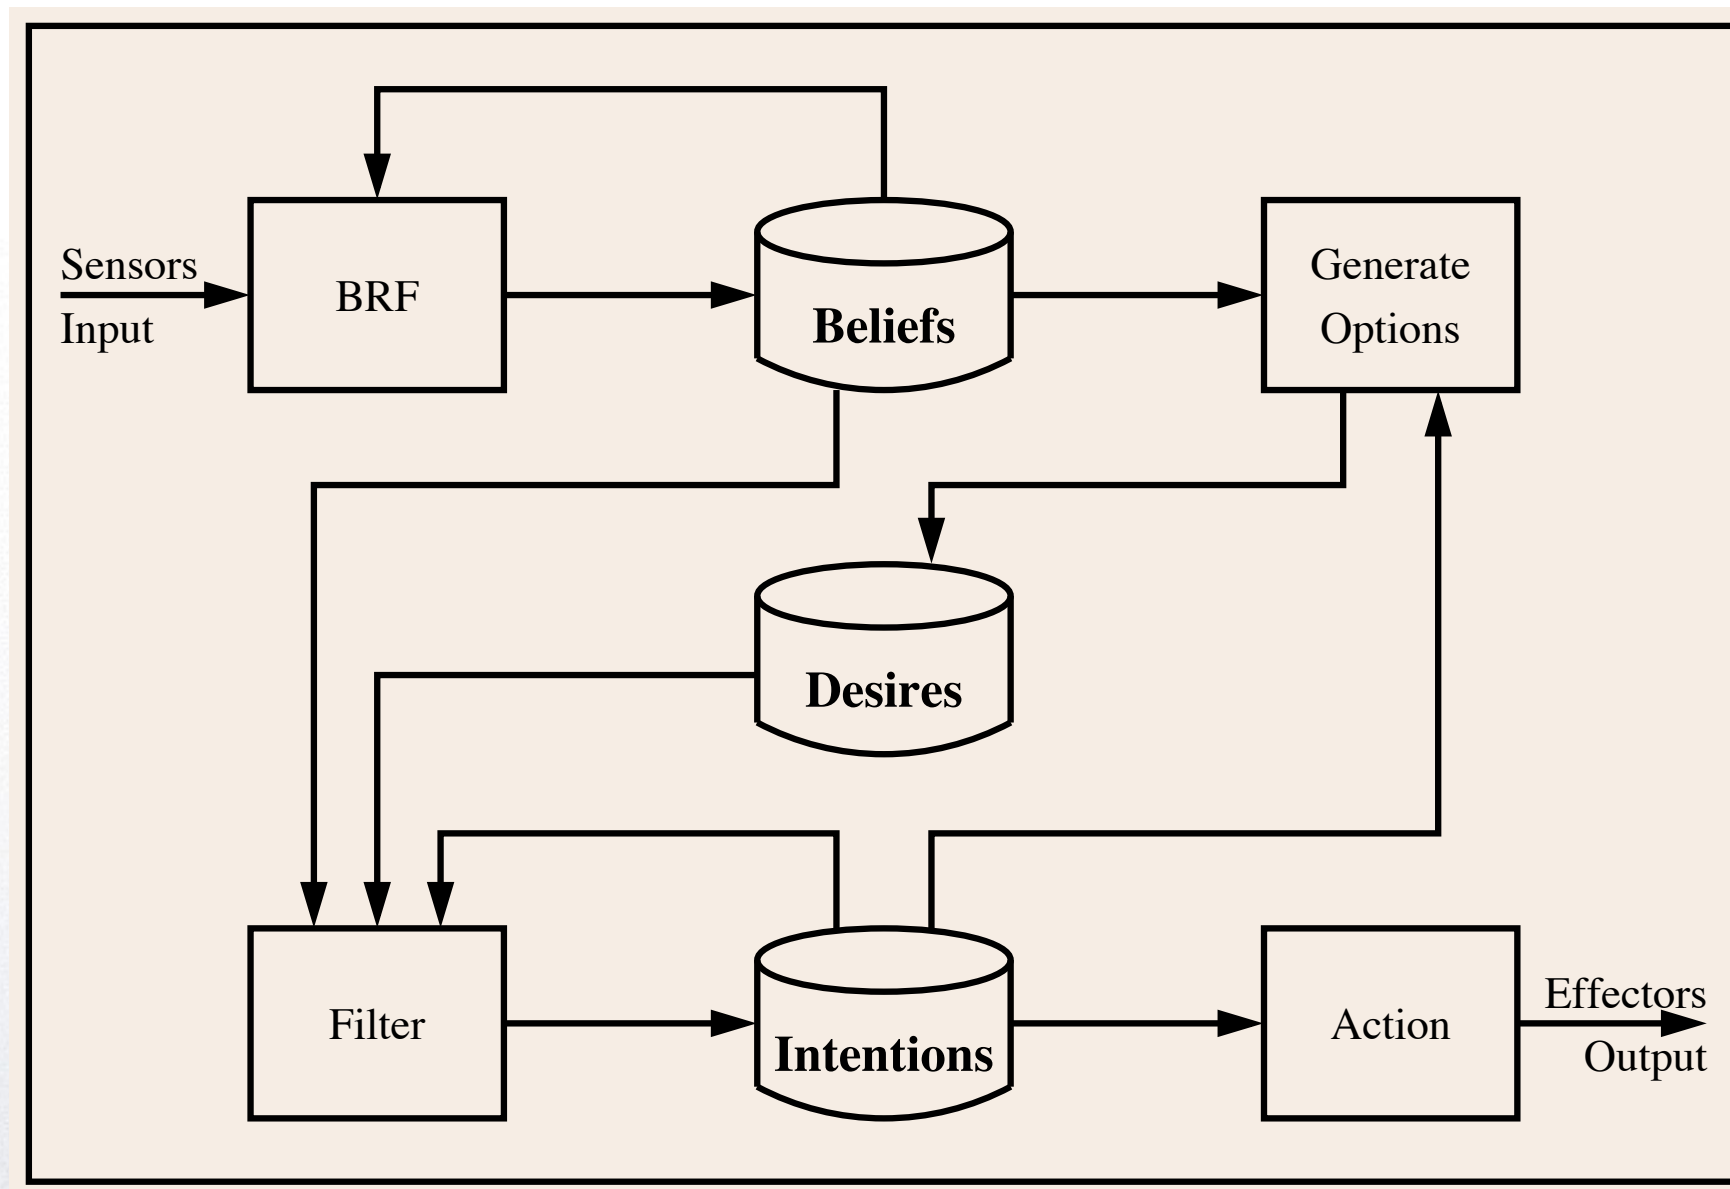 Sensors
Input
BRF
Beliefs
Generate
Options
Desires
Filter
Intentions
Action
Effectors
Output